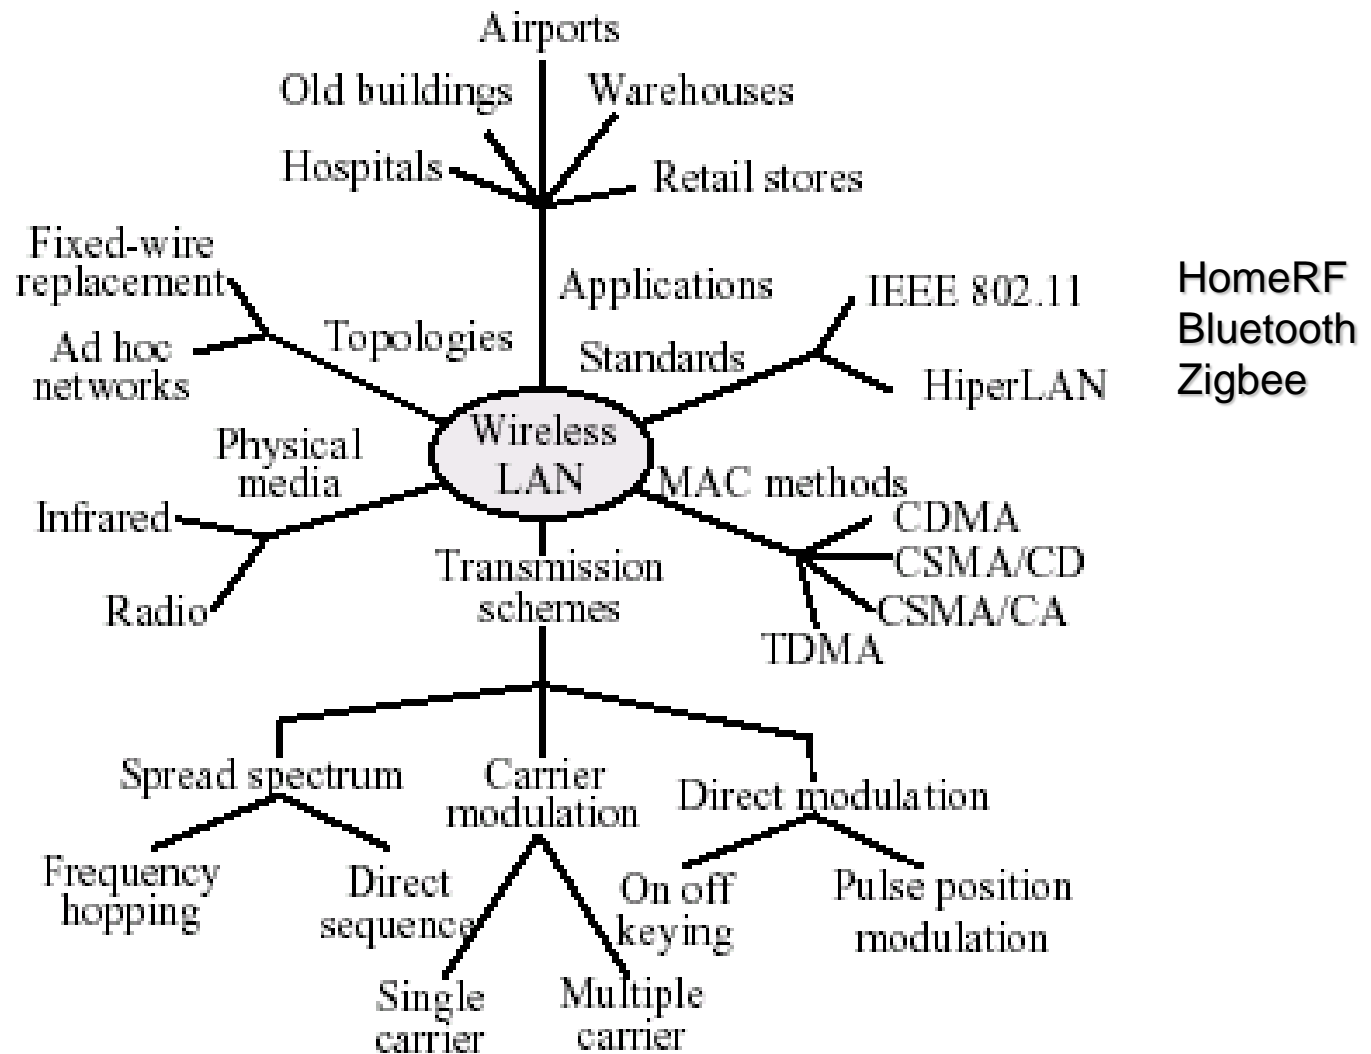 Airports
Old buildings
Warehouses
Hospitals
Retail stores
Fixed-wire
replacement
Applications
IEEE 802.11
HomeRF
Bluetooth
Zigbee
Topologies
Ad hoc
networks
Standards
HiperLAN
Wireless
LAN
Physical
media
MAC methods
Infrared
CDMA
CSMA/CD
CSMA/CA
TDMA
Radio
Transmission
schemes
Spread spectrum
Carrier
modulation
Direct modulation
Frequency
hopping
Direct
sequence
On off
keying
Pulse position
modulation
Single
carrier
Multiple
carrier